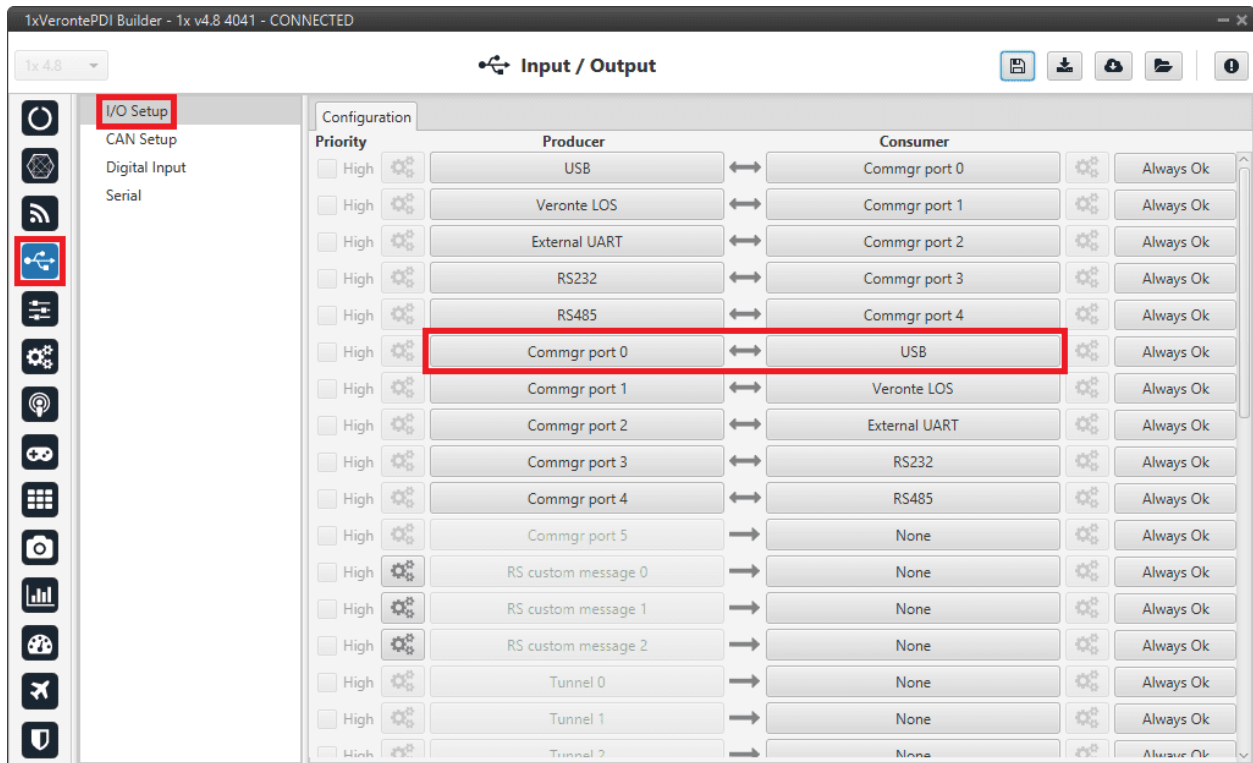 1xVerontePDI Builder - 1x v4.8 4041 - CONNECTED
1x 4.8
Input / Output
I/O Setup
CAN Setup
Digital Input
Serial
Configuration
Priority Producer Consumer
High USB Commgr port 0 Always Ok
High Veronte LOS Commgr port 1 Always Ok
High External UART Commgr port 2 Always Ok
High RS232 Commgr port 3 Always Ok
High RS485 Commgr port 4 Always Ok
High Commgr port 0 USB Always Ok
High Commgr port 1 Veronte LOS Always Ok
High Commgr port 2 External UART Always Ok
High Commgr port 3 RS232 Always Ok
High Commgr port 4 RS485 Always Ok
High Commgr port 5 None Always Ok
High RS custom message 0 None Always Ok
High RS custom message 1 None Always Ok
High RS custom message 2 None Always Ok
High Tunnel 0 None Always Ok
High Tunnel 1 None Always Ok
High Tunnel 2 None Always Ok